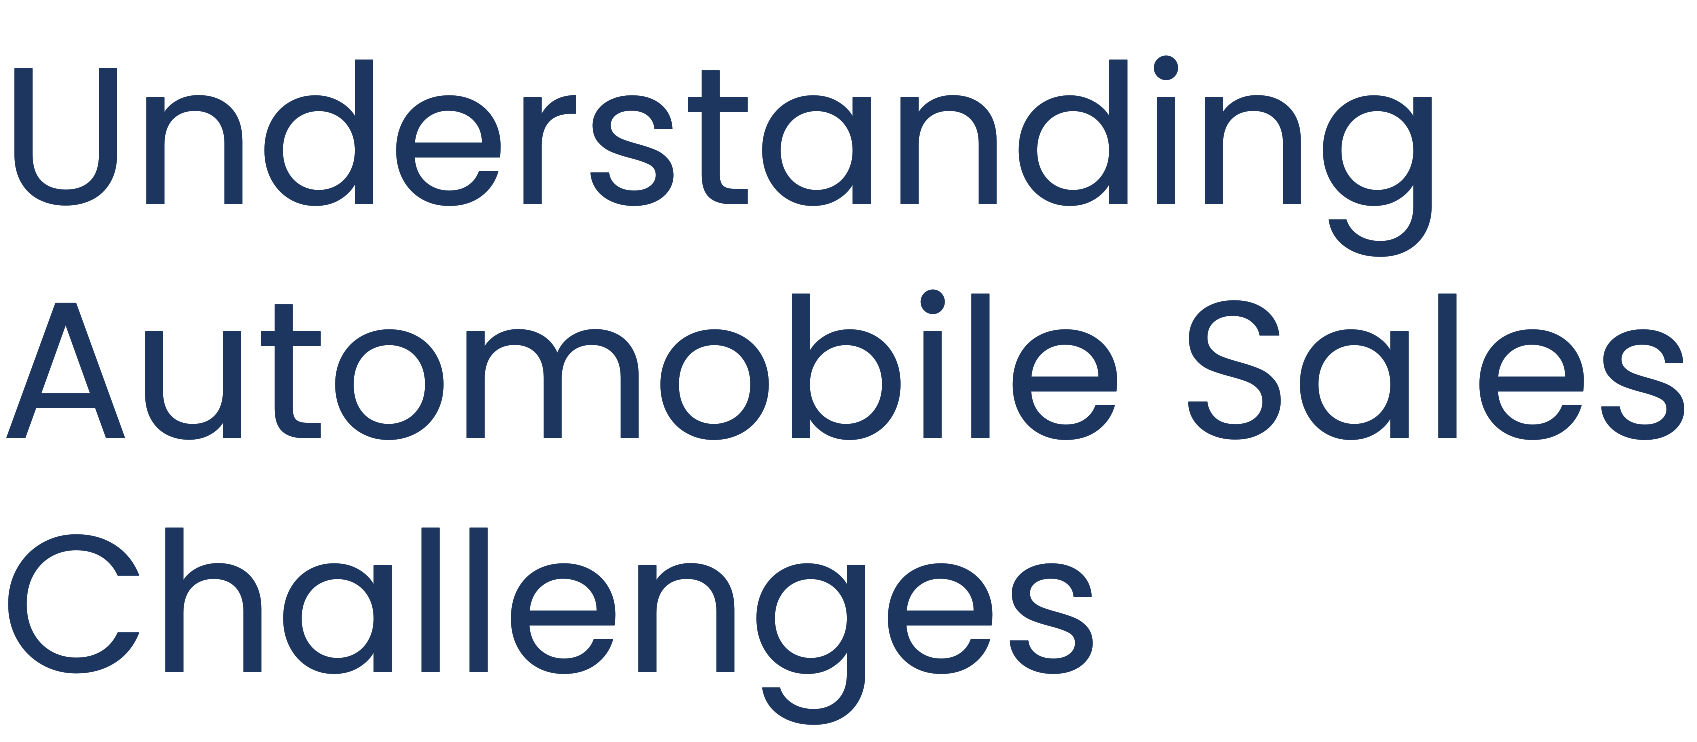 Understanding
Automobile Sales
Challenges